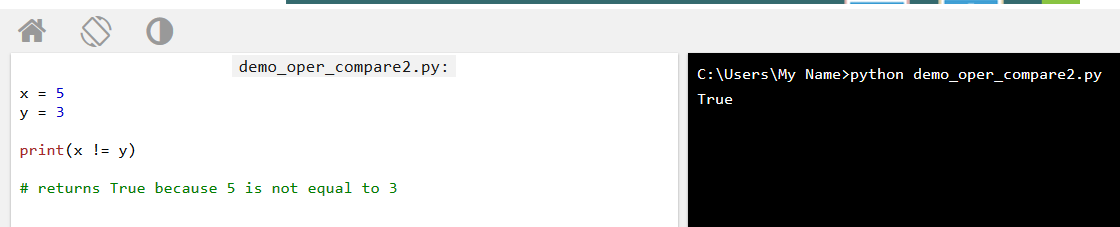 demo_oper_compare2.py:
x = 5
y = 3
print(x != y)
# returns True because 5 is not equal to 3
C:\Users\My Name>python demo_oper_compare2.py
True